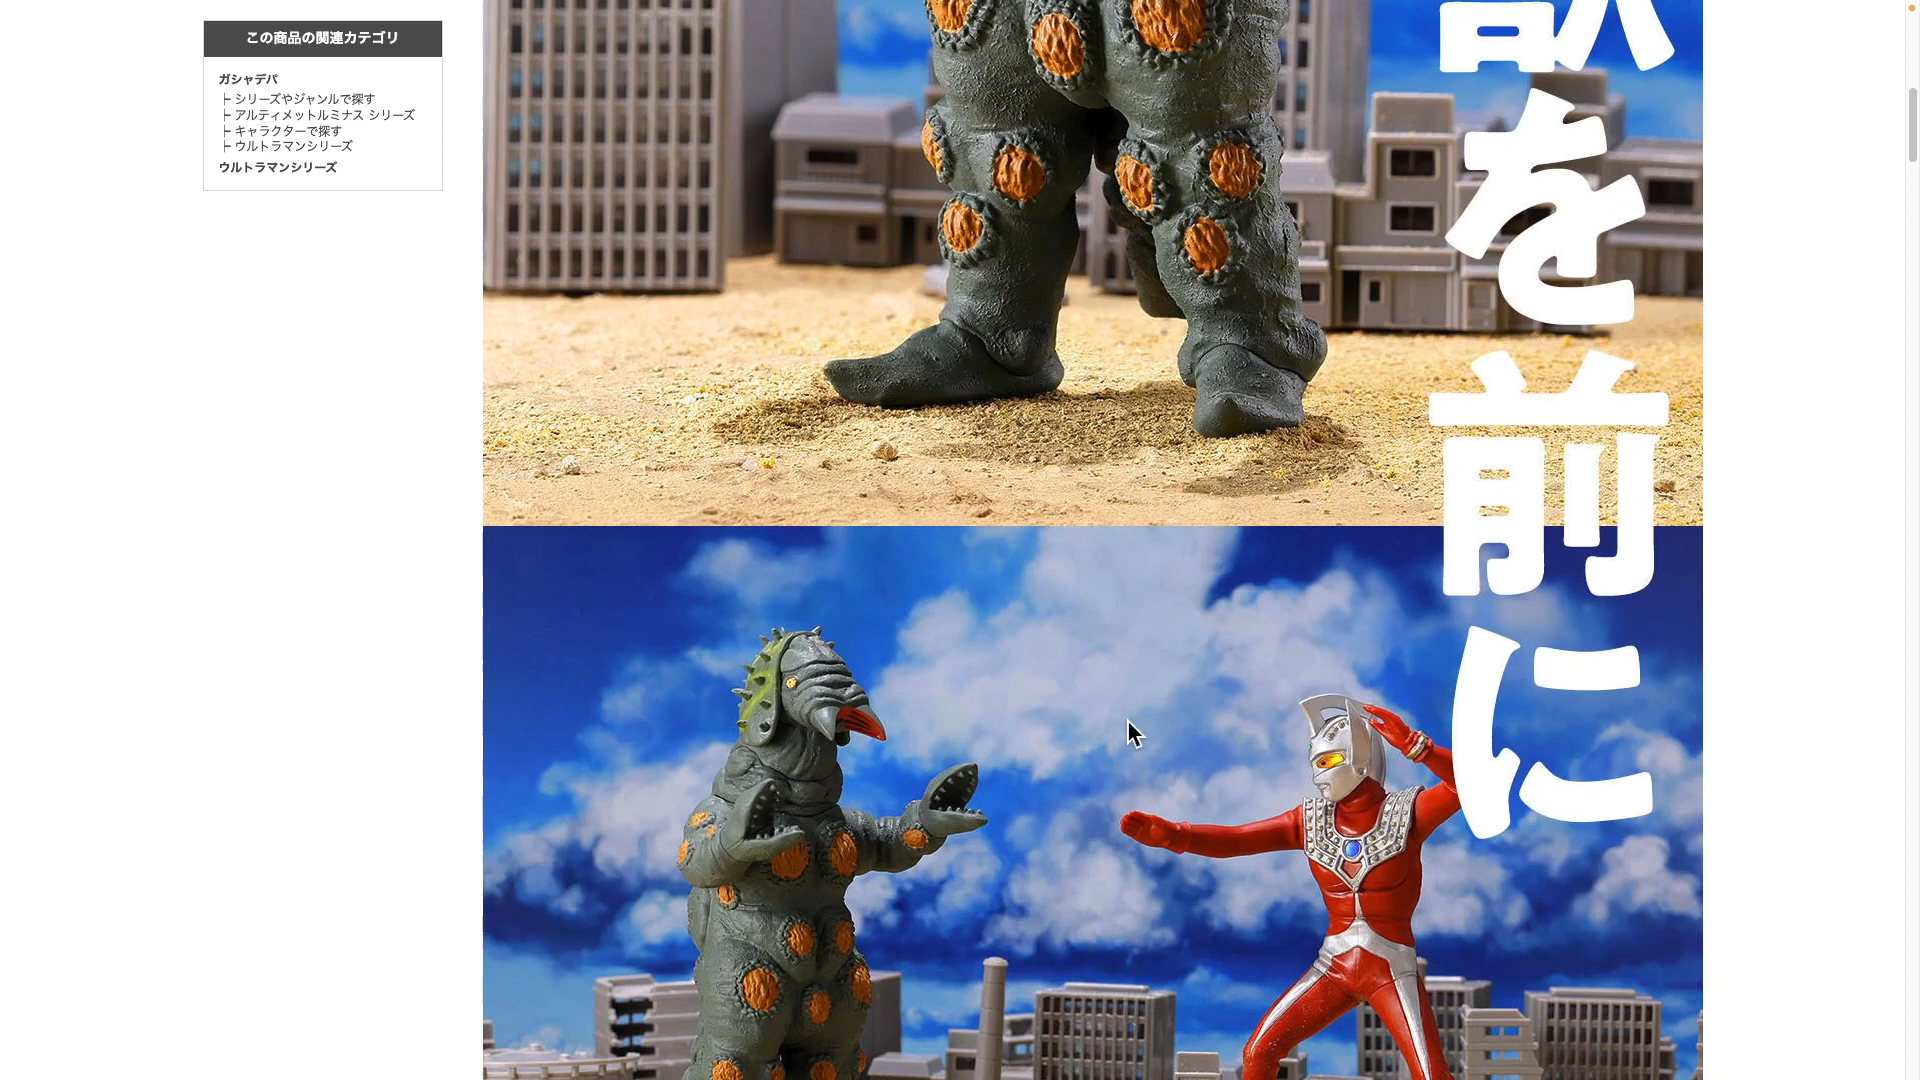 この商品の関連カテゴリ
ガシャデパ
├ シリーズやジャンルで探す
├ アルティメットルミナス シリーズ
├ キャラクターで探す
├ ウルトラマンシリーズ
ウルトラマンシリーズ
を前に